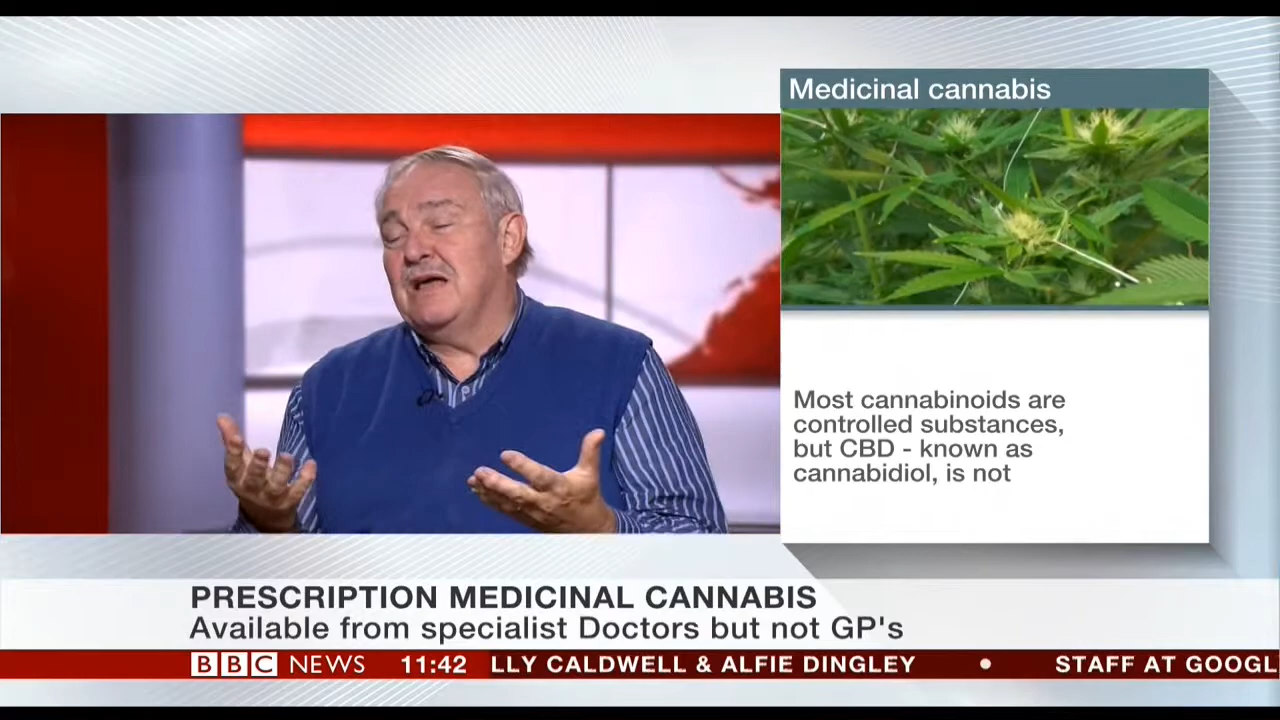 Medicinal cannabis
Most cannabinoids are
controlled substances,
but CBD - known as
cannabidiol, is not
PRESCRIPTION MEDICINAL CANNABIS
Available from specialist Doctors but not GP's
BBC NEWS 11:42 LLY CALDWELL & ALFIE DINGLEY • STAFF AT GOOGL